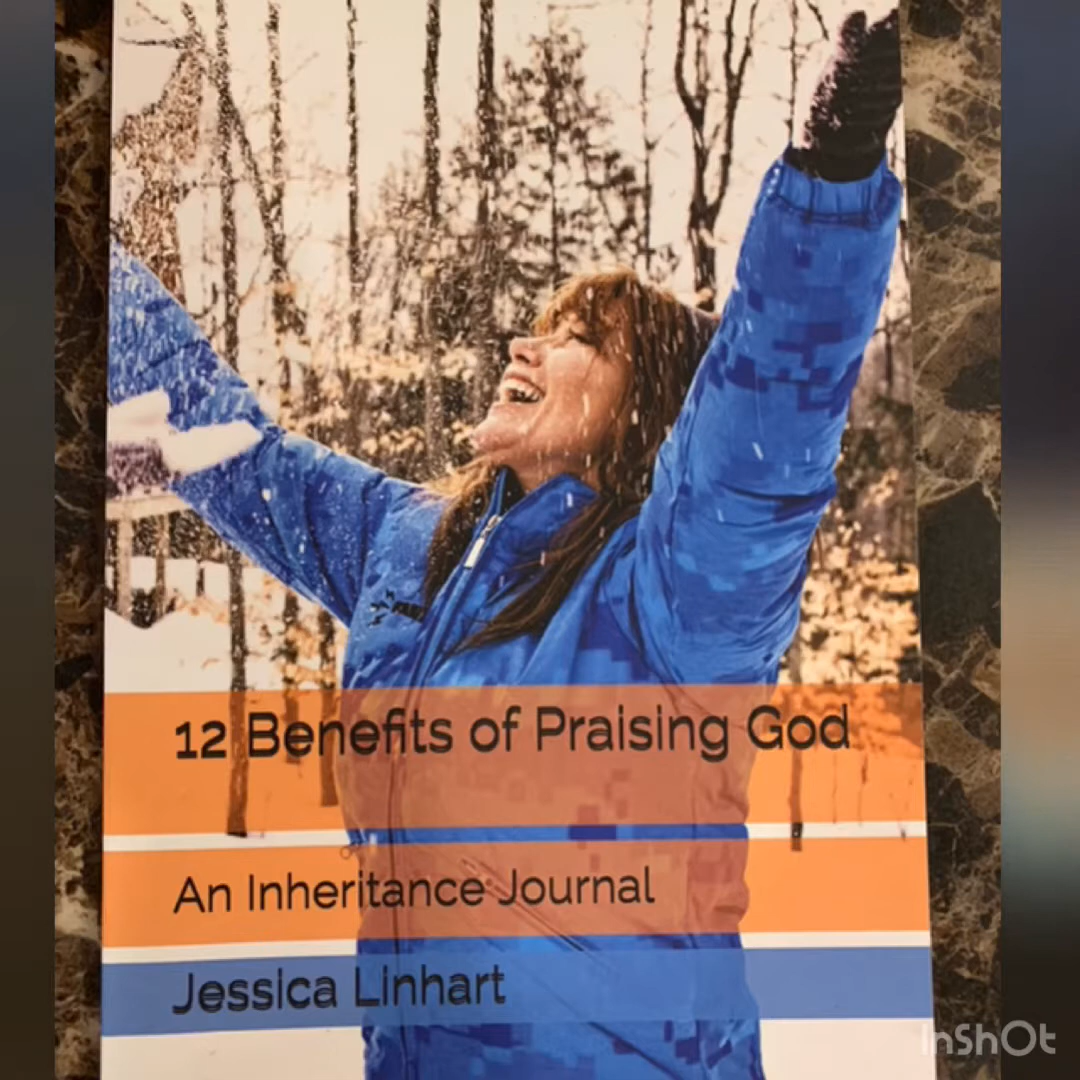 12 Benefits of Praising God
An Inheritance Journal
Jessica Linhart
InShOt